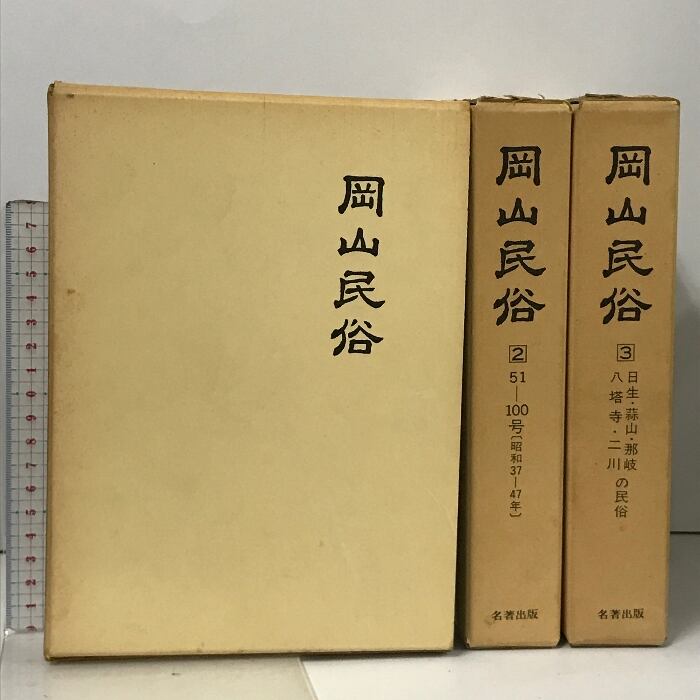 岡山民俗
岡山民俗
2
51―100号〔昭和37―47年〕
名著出版
岡山民俗
3
日生・蒜山・那岐
八塔寺・二川
の民俗
名著出版